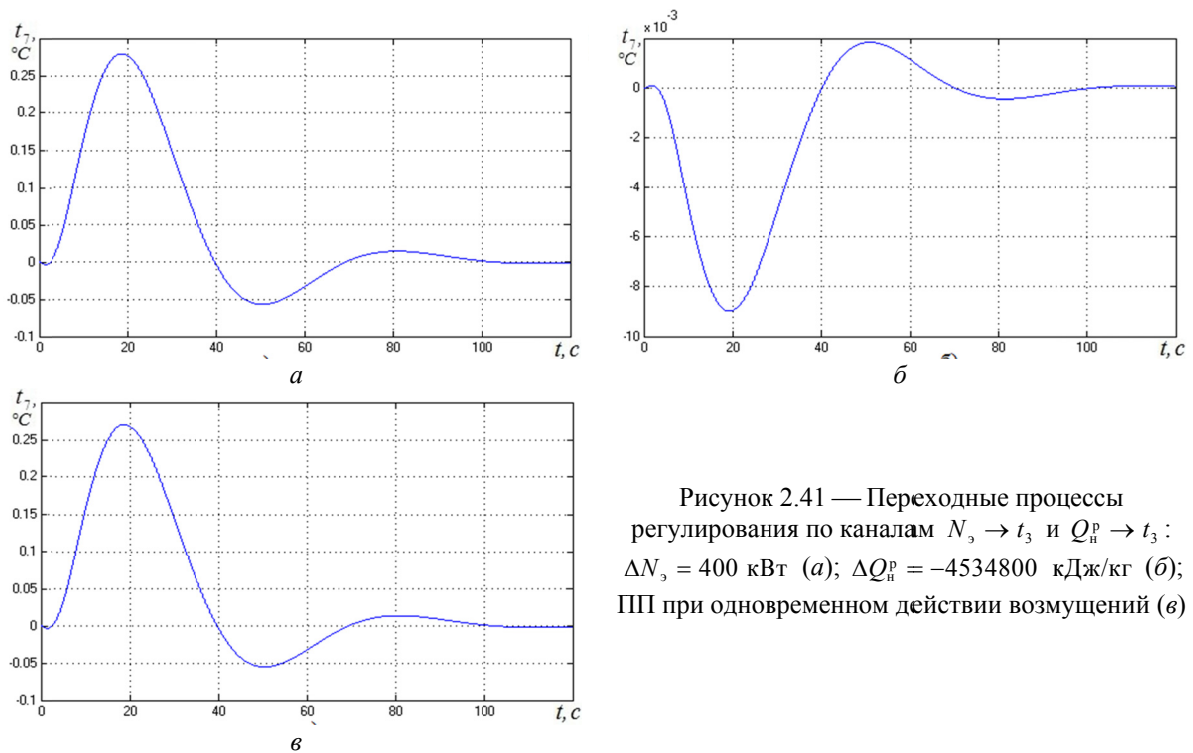 t₇,
°C
0.25
0.2
0.15
0.1
0.05
0
-0.05
-0.1
0 20 40 60 80 100 t, c
а
t₇,
°C
x 10⁻³
0
-2
-4
-6
-8
-10
0 20 40 60 80 100 t, c
б
t₇,
°C
0.25
0.2
0.15
0.1
0.05
0
-0.05
-0.1
0 20 40 60 80 100 t, c
в
Рисунок 2.41 — Переходные процессы
регулирования по каналам Nэ → t₃ и Qнᵖ → t₃ :
ΔNэ = 400 кВт (а); ΔQнᵖ = −4534800 кДж/кг (б);
ПП при одновременном действии возмущений (в)